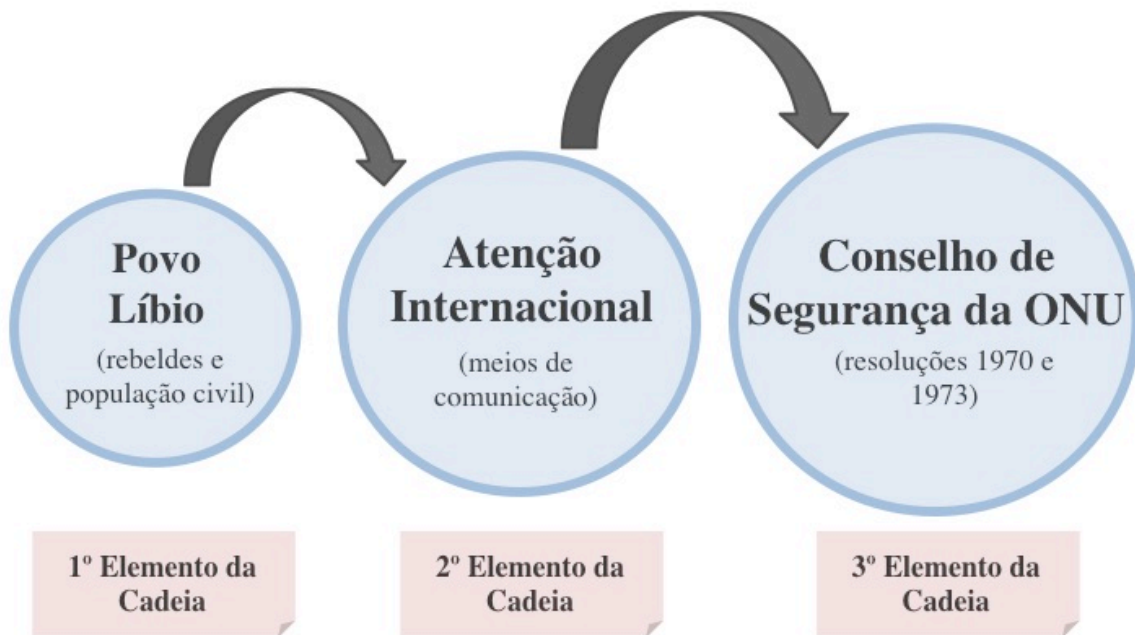 Povo
Líbio
(rebeldes e
população civil)
Atenção
Internacional
(meios de
comunicação)
Conselho de
Segurança da ONU
(resoluções 1970 e
1973)
1º Elemento da
Cadeia
2º Elemento da
Cadeia
3º Elemento da
Cadeia